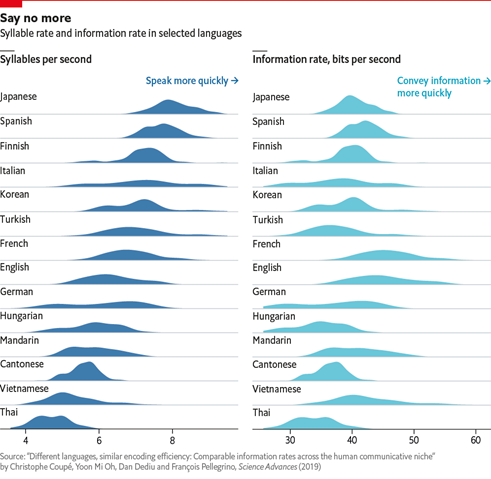 Say no more
Syllable rate and information rate in selected languages
Syllables per second
Speak more quickly →
Japanese
Spanish
Finnish
Italian
Korean
Turkish
French
English
German
Hungarian
Mandarin
Cantonese
Vietnamese
Thai
4 6 8
Information rate, bits per second
Convey information →
more quickly
Japanese
Spanish
Finnish
Italian
Korean
Turkish
French
English
German
Hungarian
Mandarin
Cantonese
Vietnamese
Thai
30 40 50 60
Source: "Different languages, similar encoding efficiency: Comparable information rates across the human communicative niche"
by Christophe Coupé, Yoon Mi Oh, Dan Dediu and François Pellegrino, Science Advances (2019)